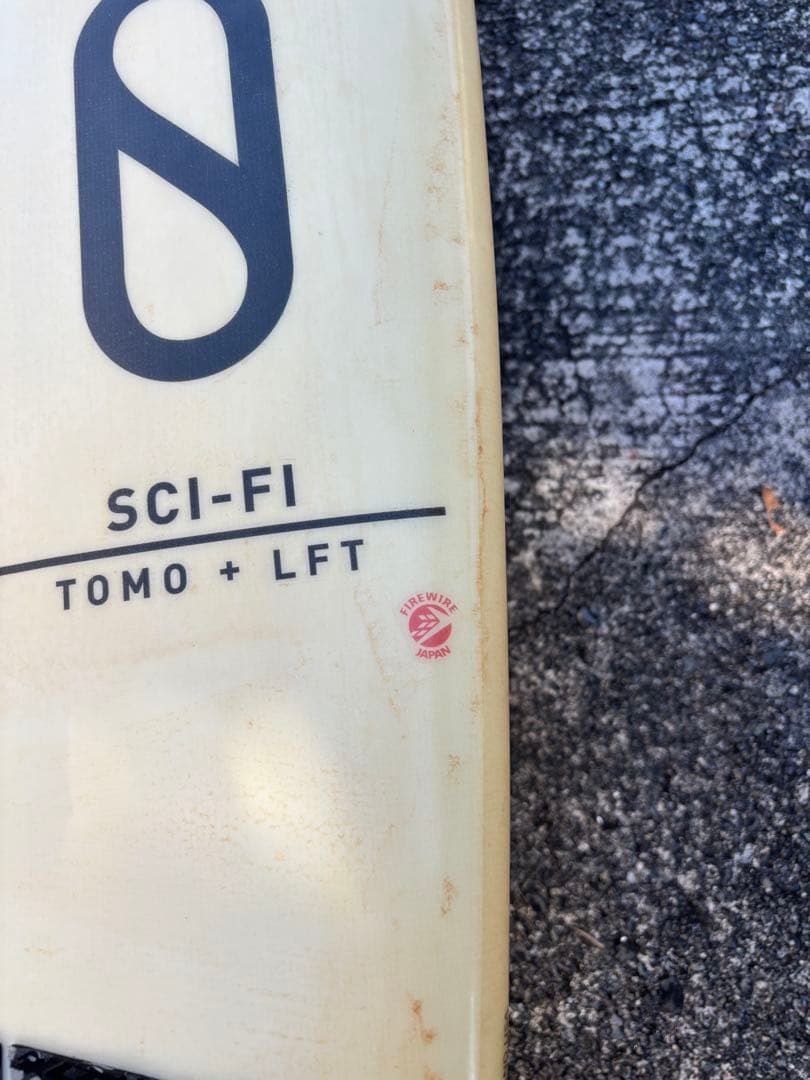 SCI-FI
TOMO + LFT
FIREWIRE
JAPAN